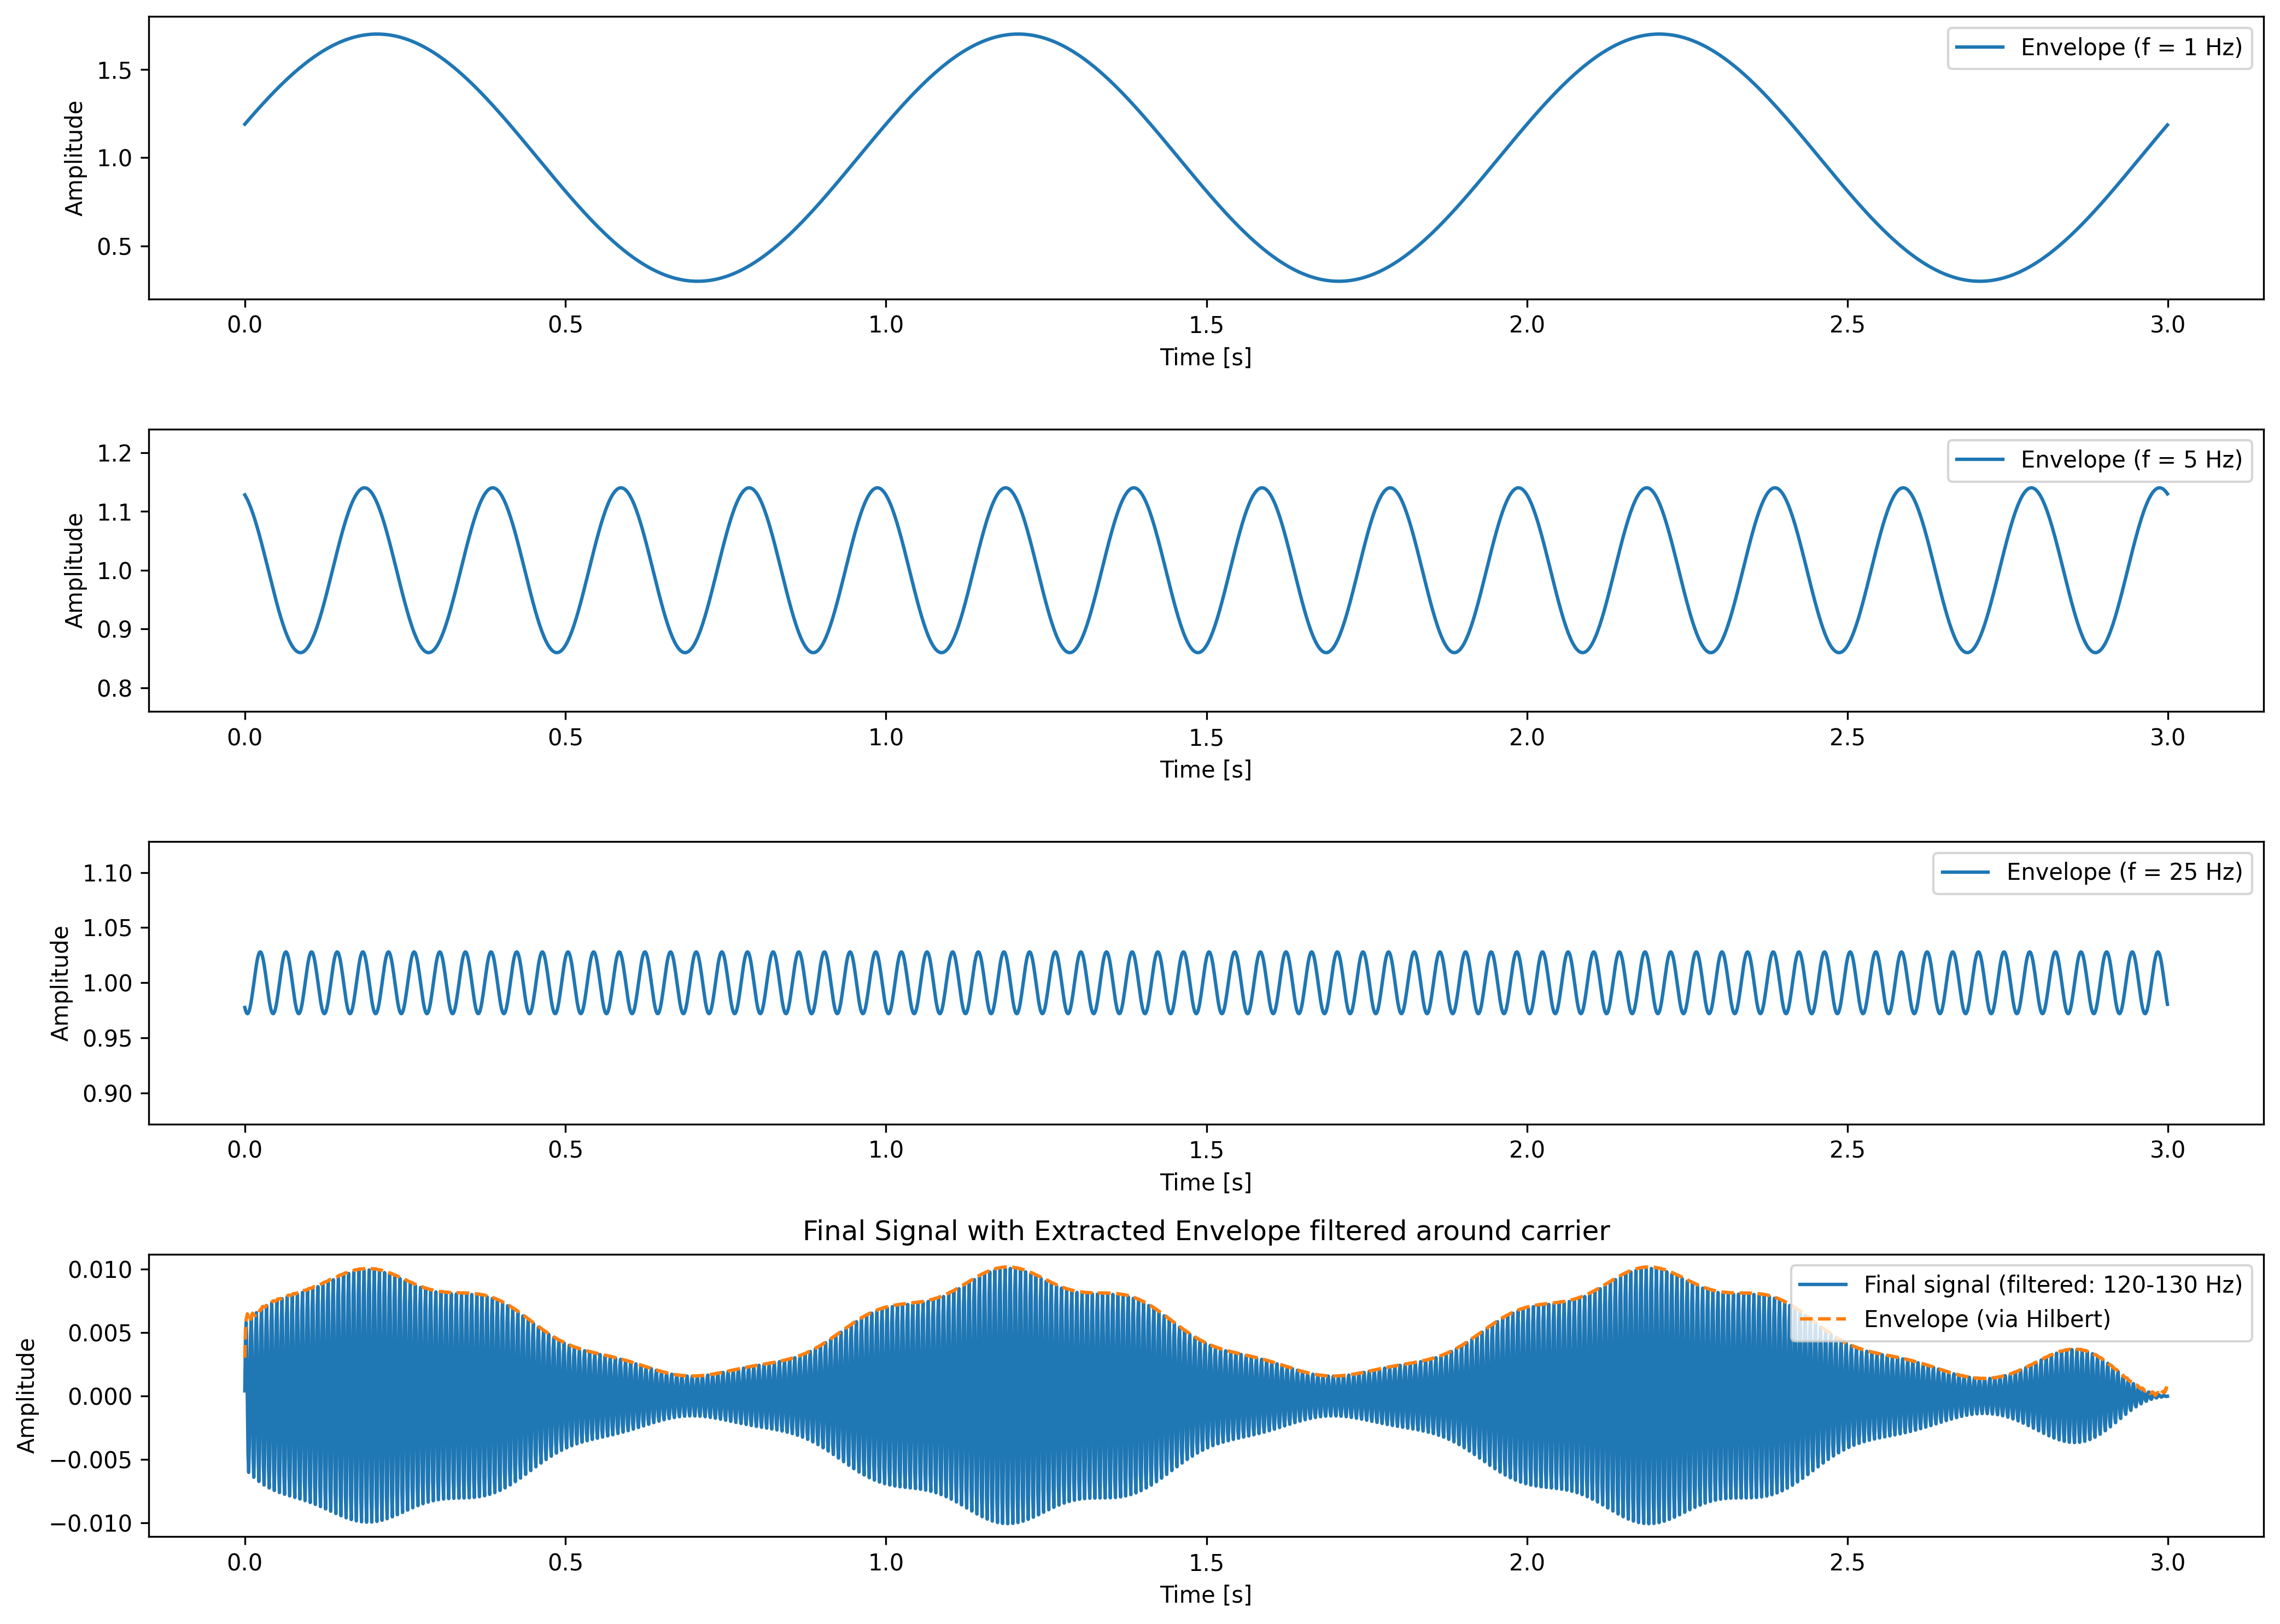 Envelope (f = 1 Hz)
1.5
1.0
0.5
Amplitude
0.0 0.5 1.0 1.5 2.0 2.5 3.0
Time [s]
Envelope (f = 5 Hz)
1.2
1.1
1.0
0.9
0.8
Amplitude
0.0 0.5 1.0 1.5 2.0 2.5 3.0
Time [s]
Envelope (f = 25 Hz)
1.10
1.05
1.00
0.95
0.90
Amplitude
0.0 0.5 1.0 1.5 2.0 2.5 3.0
Time [s]
Final Signal with Extracted Envelope filtered around carrier
Final signal (filtered: 120-130 Hz)
Envelope (via Hilbert)
0.010
0.005
0.000
−0.005
−0.010
Amplitude
0.0 0.5 1.0 1.5 2.0 2.5 3.0
Time [s]